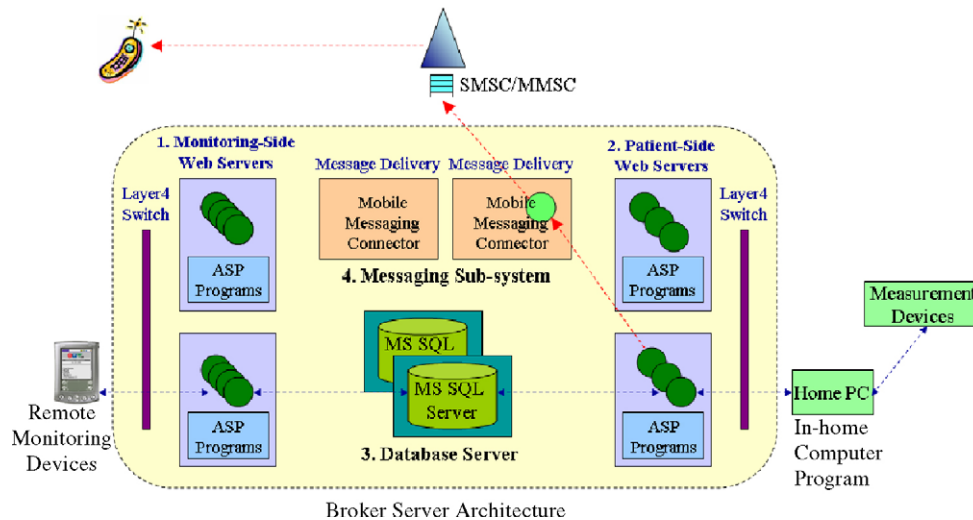 SMSC/MMSC
1. Monitoring-Side
Web Servers
Message Delivery
Message Delivery
2. Patient-Side
Web Servers
Layer4
Switch
Mobile
Messaging
Connector
Mobile
Messaging
Connector
Layer4
Switch
ASP
Programs
4. Messaging Sub-system
ASP
Programs
Measurement
Devices
MS SQL
MS SQL
Server
Home PC
Remote
Monitoring
Devices
ASP
Programs
3. Database Server
ASP
Programs
In-home
Computer
Program
Broker Server Architecture